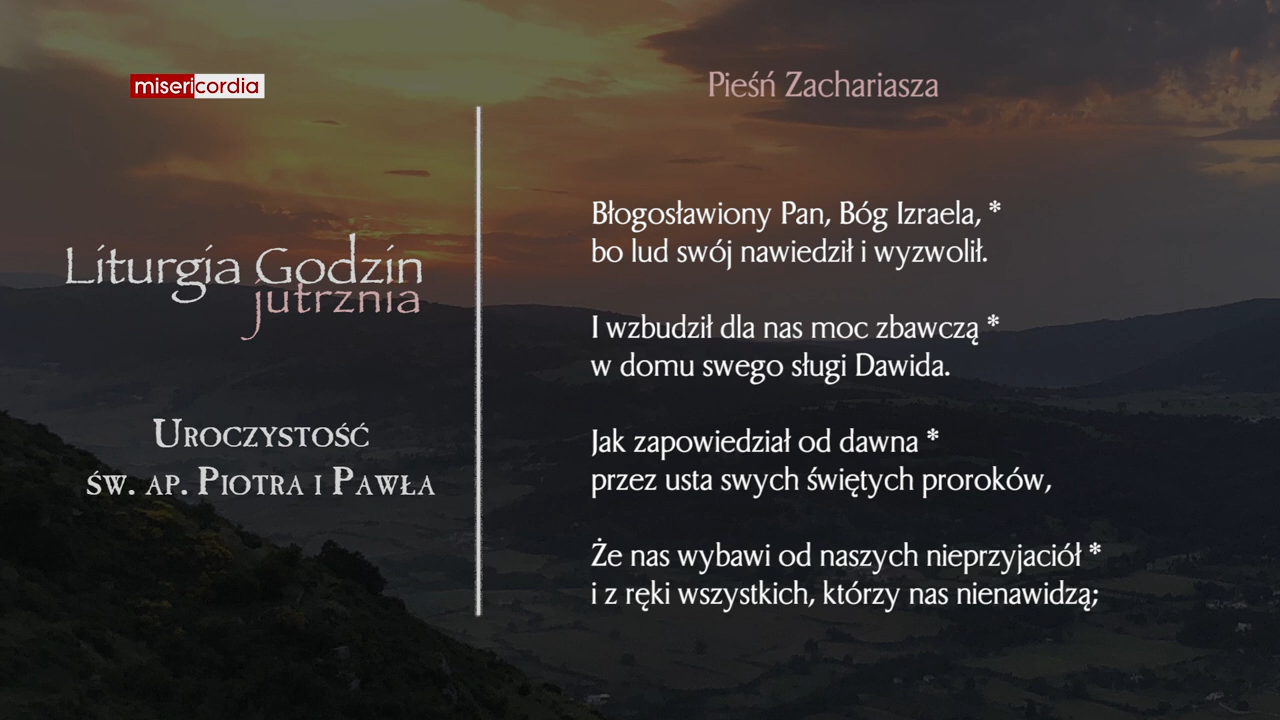 misericordia
Liturgia Godzin
jutrznia
Uroczystość
św. ap. Piotra i Pawła
Pieśń Zachariasza
Błogosławiony Pan, Bóg Izraela, *
bo lud swój nawiedził i wyzwolił.
I wzbudził dla nas moc zbawczą *
w domu swego sługi Dawida.
Jak zapowiedział od dawna *
przez usta swych świętych proroków,
Że nas wybawi od naszych nieprzyjaciół *
i z ręki wszystkich, którzy nas nienawidzą;